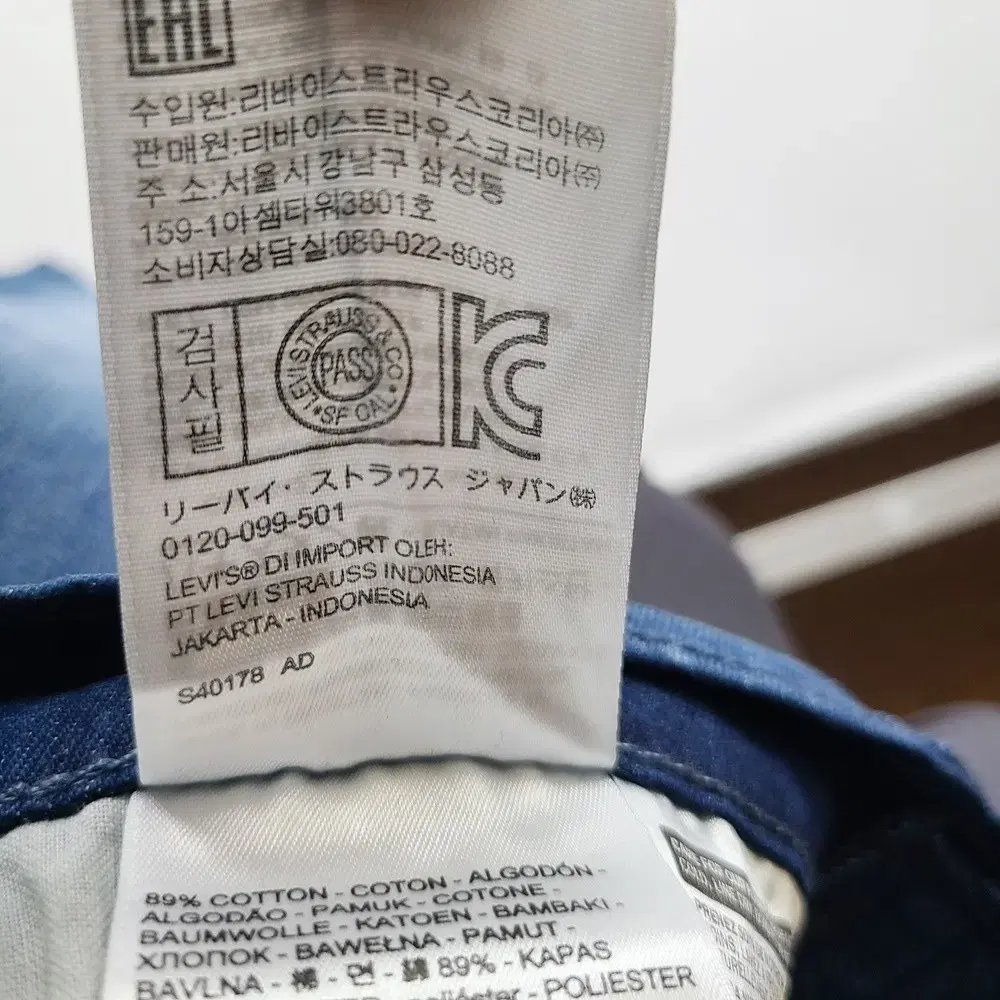 EAC
수입원:리바이스트라우스코리아㈜
판매원:리바이스트라우스코리아㈜
주 소:서울시 강남구 삼성동
159-1아셈타워3801호
소비자상담실:080-022-8088
검사필
LEVI STRAUSS & CO
PASS
SF CAL
KC
リーバイ・ストラウス ジャパン㈱
0120-099-501
LEVI'S® DI IMPORT OLEH:
PT LEVI STRAUSS INDONESIA
JAKARTA - INDONESIA
S40178 AD
89% COTTON - COTON - ALGODÓN -
ALGODÃO - PAMUK - COTONE -
BAUMWOLLE - KATOEN - BAMBAKI -
ХЛОПОК - BAWEŁNA - PAMUT -
BAVLNA - 棉 - 면 - 綿 89% - KAPAS
POLIESTER